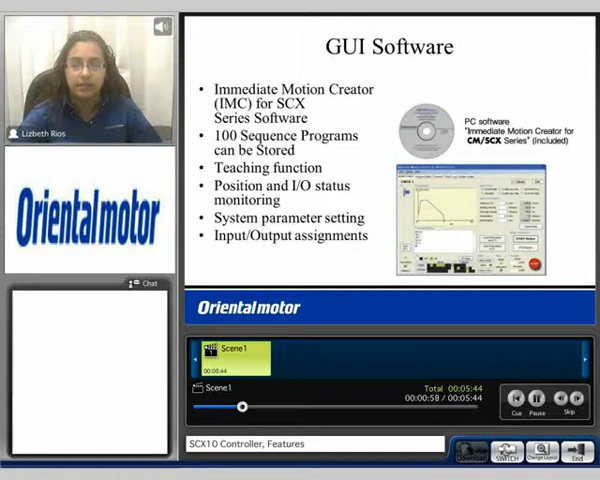 Lizbeth Rios
Orientalmotor
Chat
GUI Software
• Immediate Motion Creator
(IMC) for SCX
Series Software
• 100 Sequence Programs
can be Stored
• Teaching function
• Position and I/O status
monitoring
• System parameter setting
• Input/Output assignments
PC software
"Immediate Motion Creator for
CM/SCX Series" (Included)
Orientalmotor
Scene1
00:05:44
Scene1
Total 00:05:44
00:00:58 / 00:05:44
Cue Pause Skip
SCX10 Controller, Features
SWITCH Change Layout End